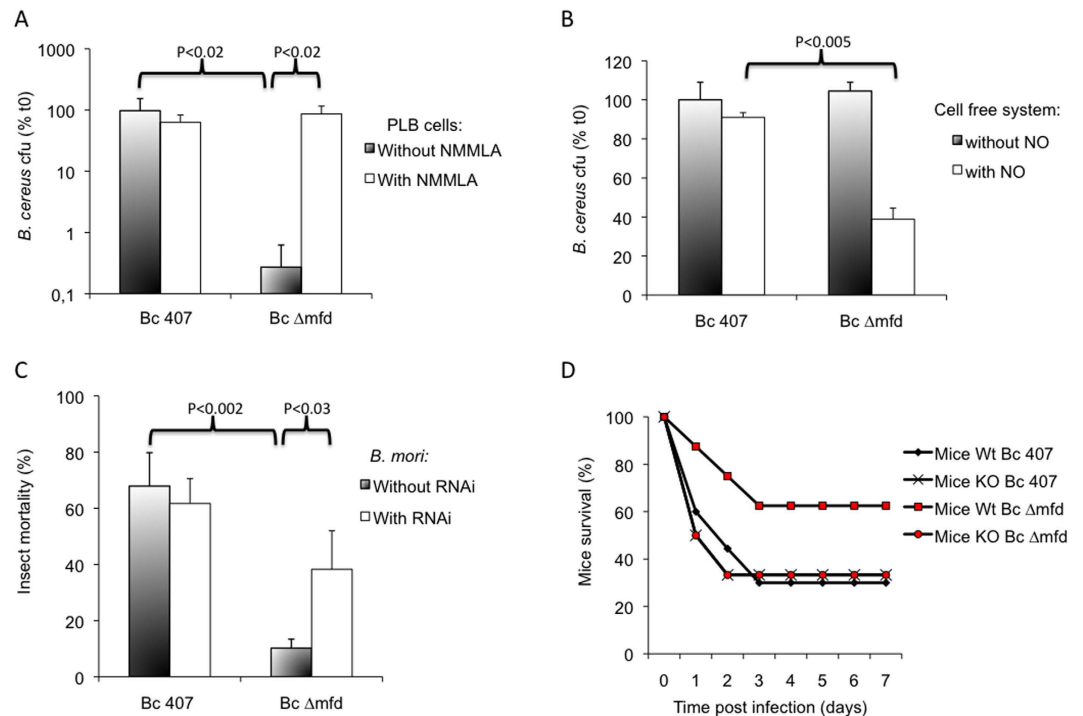 A
1000
100
10
1
0,1
B. cereus cfu (% t0)
P<0.02
P<0.02
Bc 407
Bc Δmfd
PLB cells:
Without NMMLA
With NMMLA
B
120
100
80
60
40
20
0
B. cereus cfu (% t0)
P<0.005
Bc 407
Bc Δmfd
Cell free system:
without NO
with NO
C
100
80
60
40
20
0
Insect mortality (%)
P<0.002
P<0.03
Bc 407
Bc Δmfd
B. mori:
Without RNAi
With RNAi
D
100
80
60
40
20
0
Mice survival (%)
0 1 2 3 4 5 6 7
Time post infection (days)
Mice Wt Bc 407
Mice KO Bc 407
Mice Wt Bc Δmfd
Mice KO Bc Δmfd